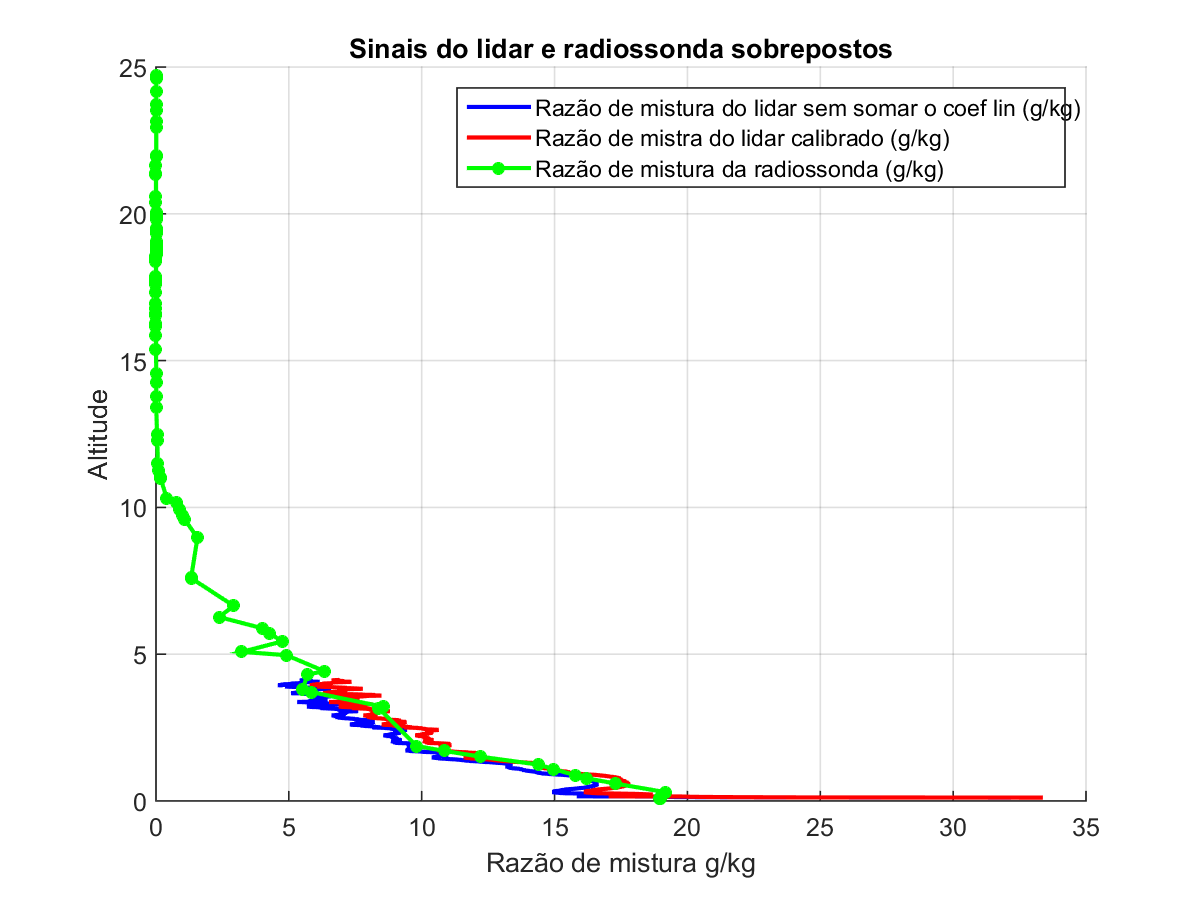 Sinais do lidar e radiossonda sobrepostos
Razão de mistura do lidar sem somar o coef lin (g/kg)
Razão de mistra do lidar calibrado (g/kg)
Razão de mistura da radiossonda (g/kg)
25
20
15
10
5
0
Altitude
0 5 10 15 20 25 30 35
Razão de mistura g/kg